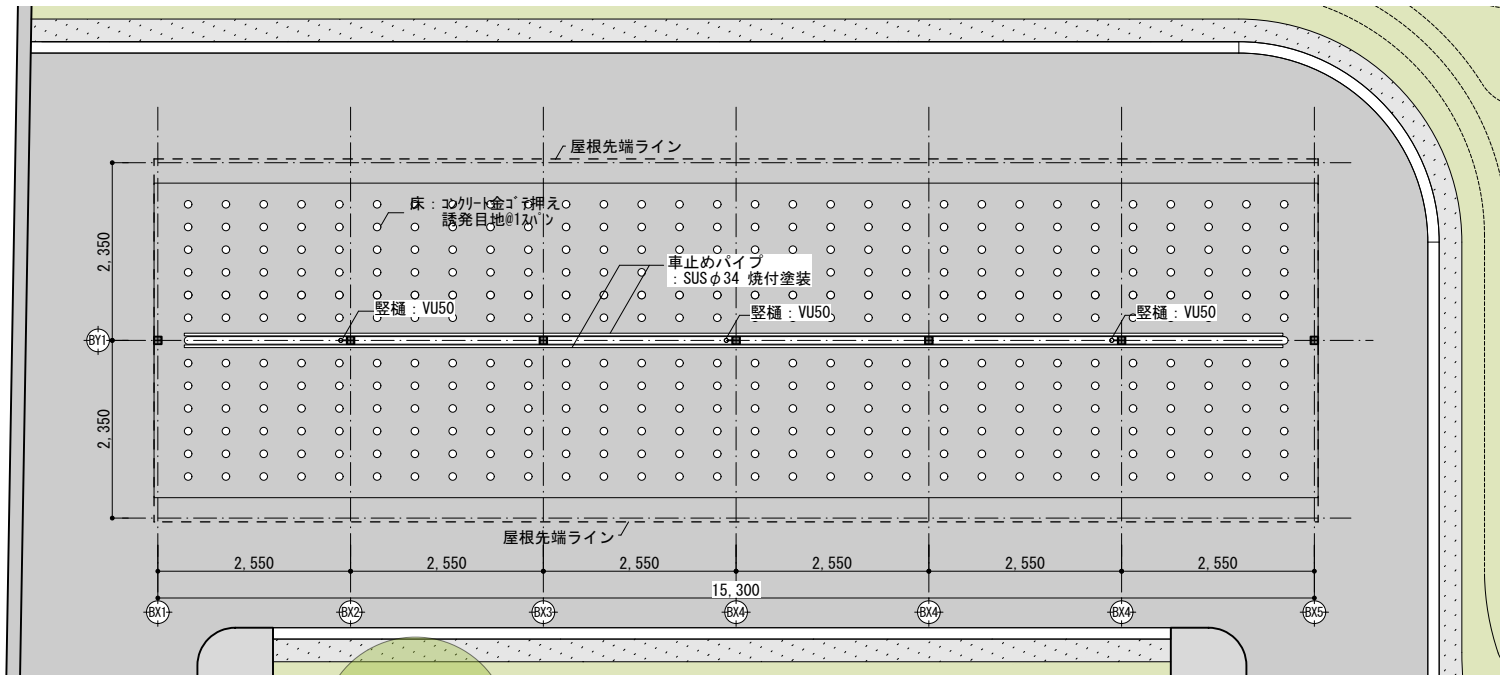 屋根先端ライン
床：コンクリート金ゴテ押え
誘発目地@1スパン
車止めパイプ
：SUSφ34 焼付塗装
竪樋：VU50
竪樋：VU50
竪樋：VU50
2,350
BY1
2,350
屋根先端ライン
2,550
2,550
2,550
2,550
2,550
2,550
15,300
BX1
BX2
BX3
BX4
BX4
BX4
BX5